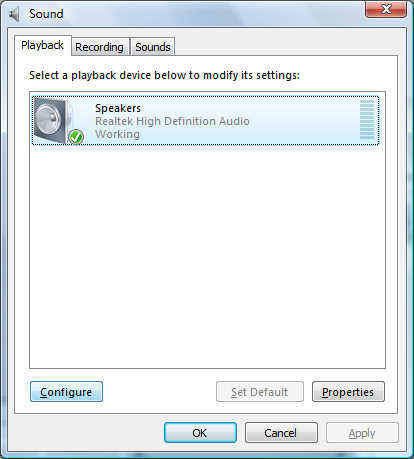 Sound
Playback Recording Sounds
Select a playback device below to modify its settings:
Speakers
Realtek High Definition Audio
Working
Configure Set Default Properties
OK Cancel Apply